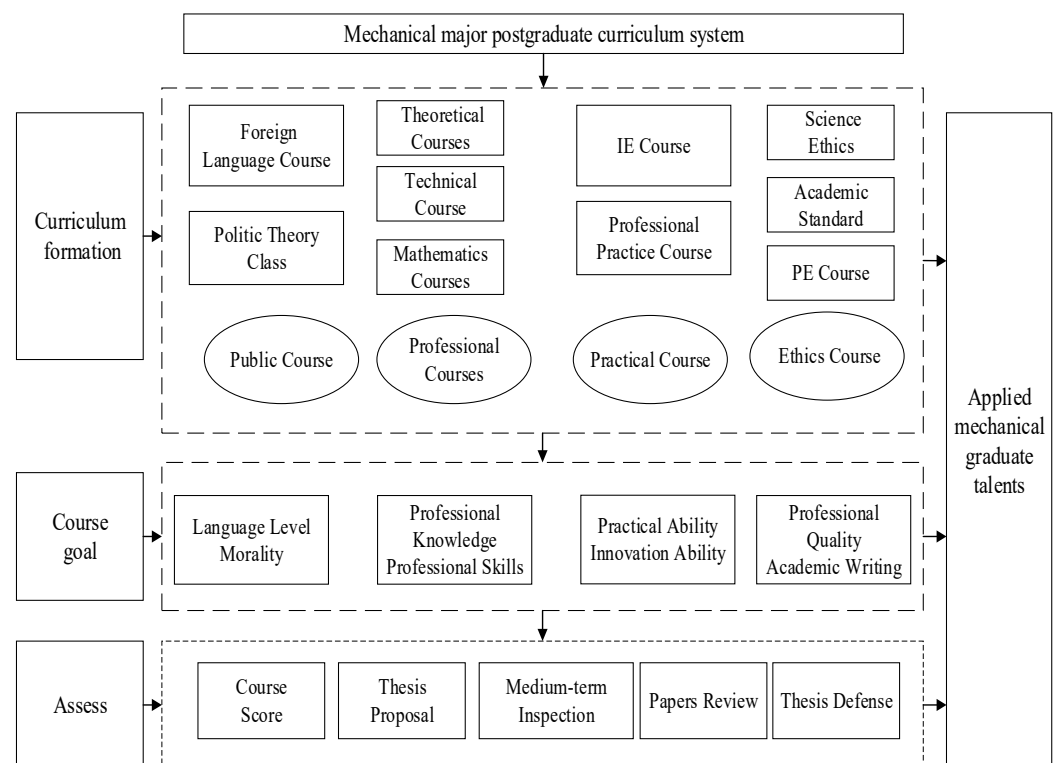 Mechanical major postgraduate curriculum system
Curriculum
formation
Foreign
Language Course
Politic Theory
Class
Public Course
Theoretical
Courses
Technical
Course
Mathematics
Courses
Professional
Courses
IE Course
Professional
Practice Course
Practical Course
Science
Ethics
Academic
Standard
PE Course
Ethics Course
Course
goal
Language Level
Morality
Professional
Knowledge
Professional Skills
Practical Ability
Innovation Ability
Professional
Quality
Academic Writing
Assess
Course
Score
Thesis
Proposal
Medium-term
Inspection
Papers Review
Thesis Defense
Applied
mechanical
graduate
talents